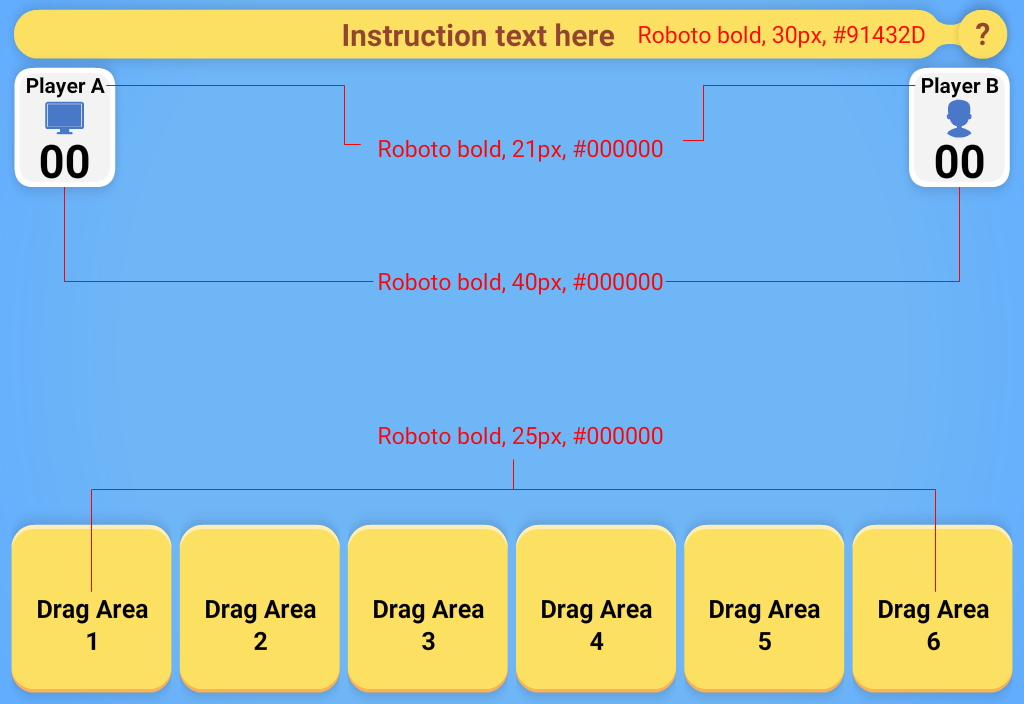 Instruction text here Roboto bold, 30px, #91432D ?
Player A
00
Player B
00
Roboto bold, 21px, #000000
Roboto bold, 40px, #000000
Roboto bold, 25px, #000000
Drag Area
1
Drag Area
2
Drag Area
3
Drag Area
4
Drag Area
5
Drag Area
6